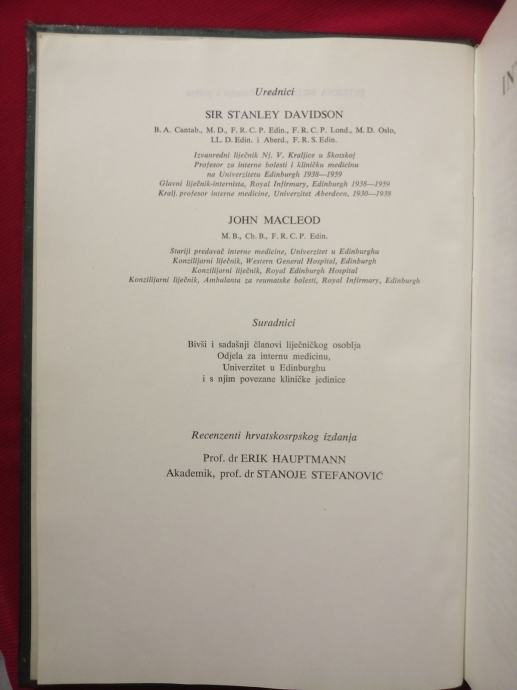 Urednici
SIR STANLEY DAVIDSON
B. A. Cantab., M. D., F. R. C. P. Edin., F. R. C. P. Lond., M. D. Oslo,
LL. D. Edin. i Aberd., F. R. S. Edin.
Izvanredni liječnik Nj. V. Kraljice u Škotskoj
Profesor za interne bolesti i kliničku medicinu
na Univerzitetu Edinburgh 1938—1959
Glavni liječnik-internista, Royal Infirmary, Edinburgh 1938—1959
Kralj. profesor interne medicine, Univerzitet Aberdeen, 1930—1938
JOHN MACLEOD
M. B., Ch. B., F. R. C. P. Edin.
Stariji predavač interne medicine, Univerzitet u Edinburghu
Konzilijarni liječnik, Western General Hospital, Edinburgh
Konzilijarni liječnik, Royal Edinburgh Hospital
Konzilijarni liječnik, Ambulanta za reumatske bolesti, Royal Infirmary, Edinburgh
Suradnici
Bivši i sadašnji članovi liječničkog osoblja
Odjela za internu medicinu,
Univerzitet u Edinburghu
i s njim povezane kliničke jedinice
Recenzenti hrvatskosrpskog izdanja
Prof. dr ERIK HAUPTMANN
Akademik, prof. dr STANOJE STEFANOVIĆ
IN